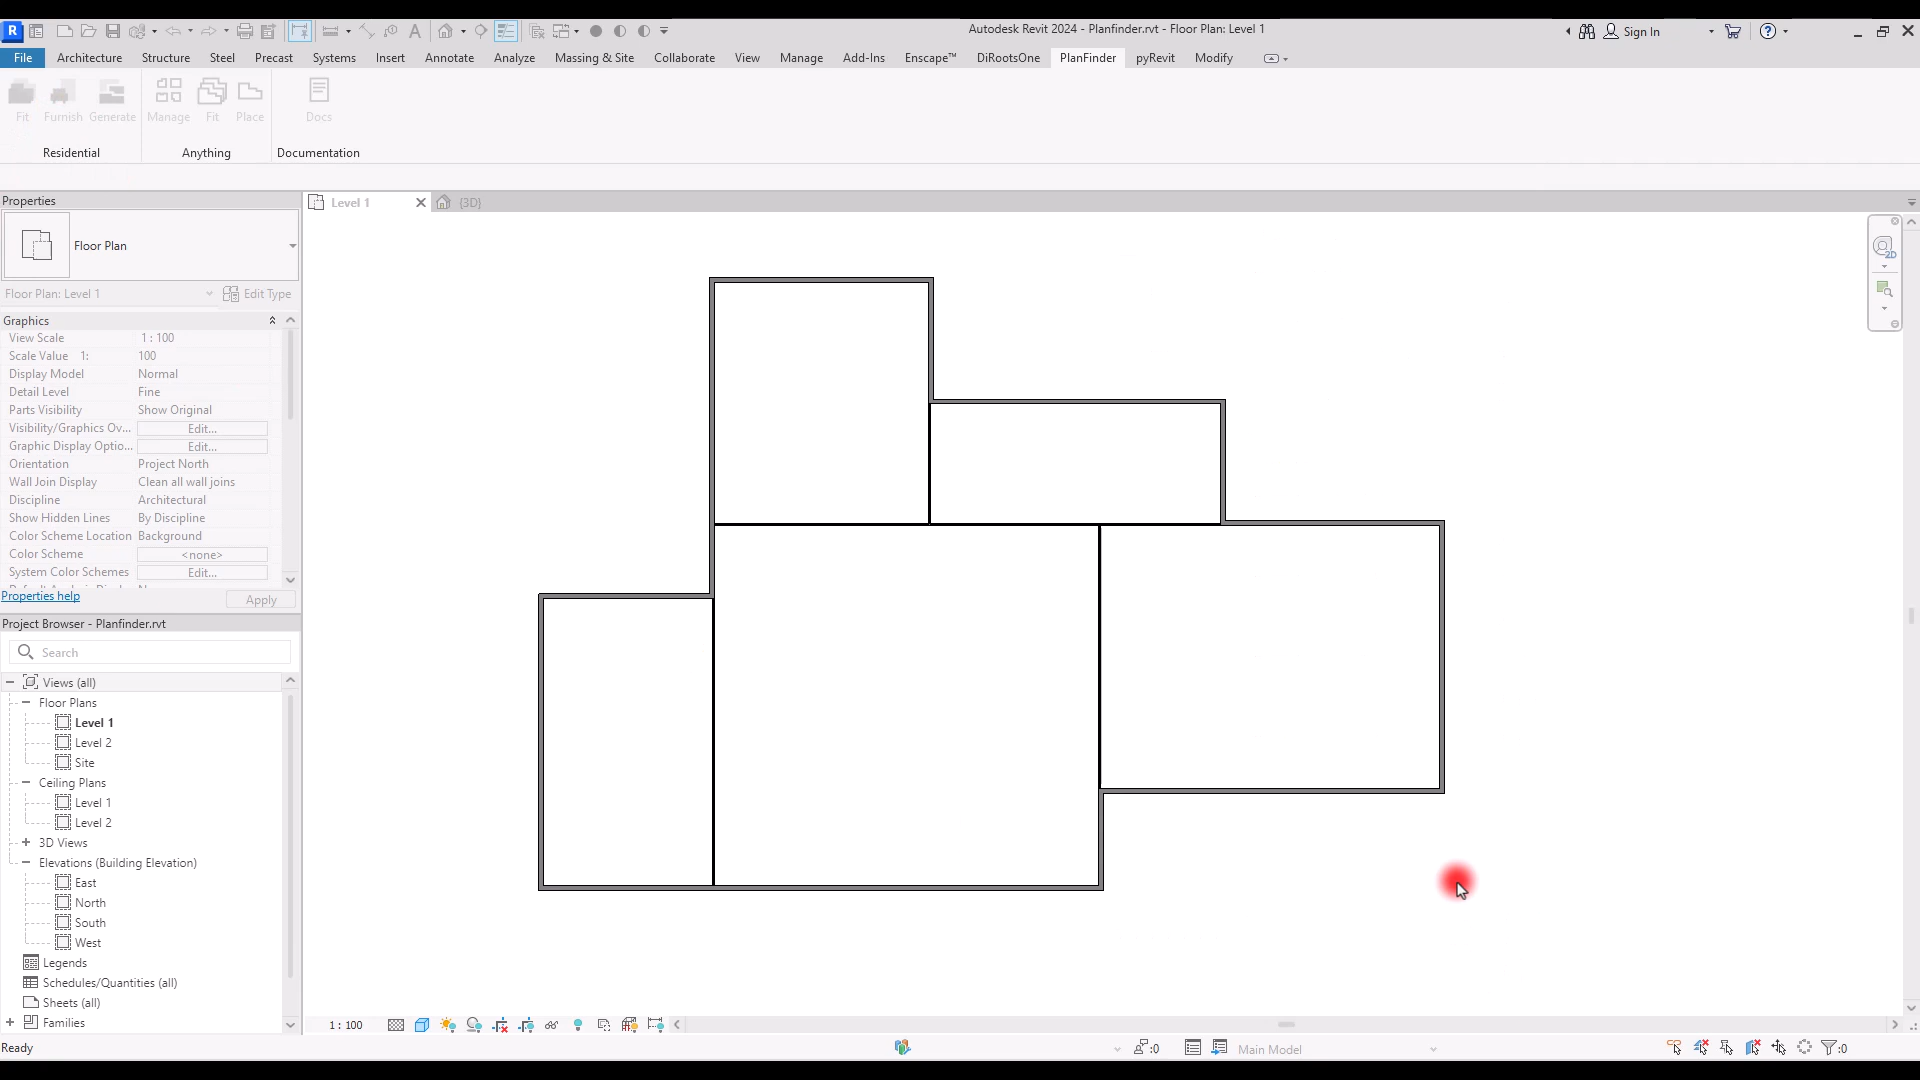 R
2D
Autodesk Revit 2024 - Planfinder.rvt - Floor Plan: Level 1
Sign In
File Architecture Structure Steel Precast Systems Insert Annotate Analyze Massing & Site Collaborate View Manage Add-Ins Enscape™ DiRootsOne PlanFinder pyRevit Modify
Fit Furnish Generate Manage Fit Place Docs
Residential Anything Documentation
Properties
Level 1 {3D}
Floor Plan
Floor Plan: Level 1 Edit Type
Graphics
View Scale 1 : 100
Scale Value 1: 100
Display Model Normal
Detail Level Fine
Parts Visibility Show Original
Visibility/Graphics Ov... Edit...
Graphic Display Optio... Edit...
Orientation Project North
Wall Join Display Clean all wall joins
Discipline Architectural
Show Hidden Lines By Discipline
Color Scheme Location Background
Color Scheme <none>
System Color Schemes Edit...
Properties help Apply
Project Browser - Planfinder.rvt
Search
Views (all)
Floor Plans
Level 1
Level 2
Site
Ceiling Plans
Level 1
Level 2
3D Views
Elevations (Building Elevation)
East
North
South
West
Legends
Schedules/Quantities (all)
Sheets (all)
Families
1 : 100
Ready :0 Main Model :0